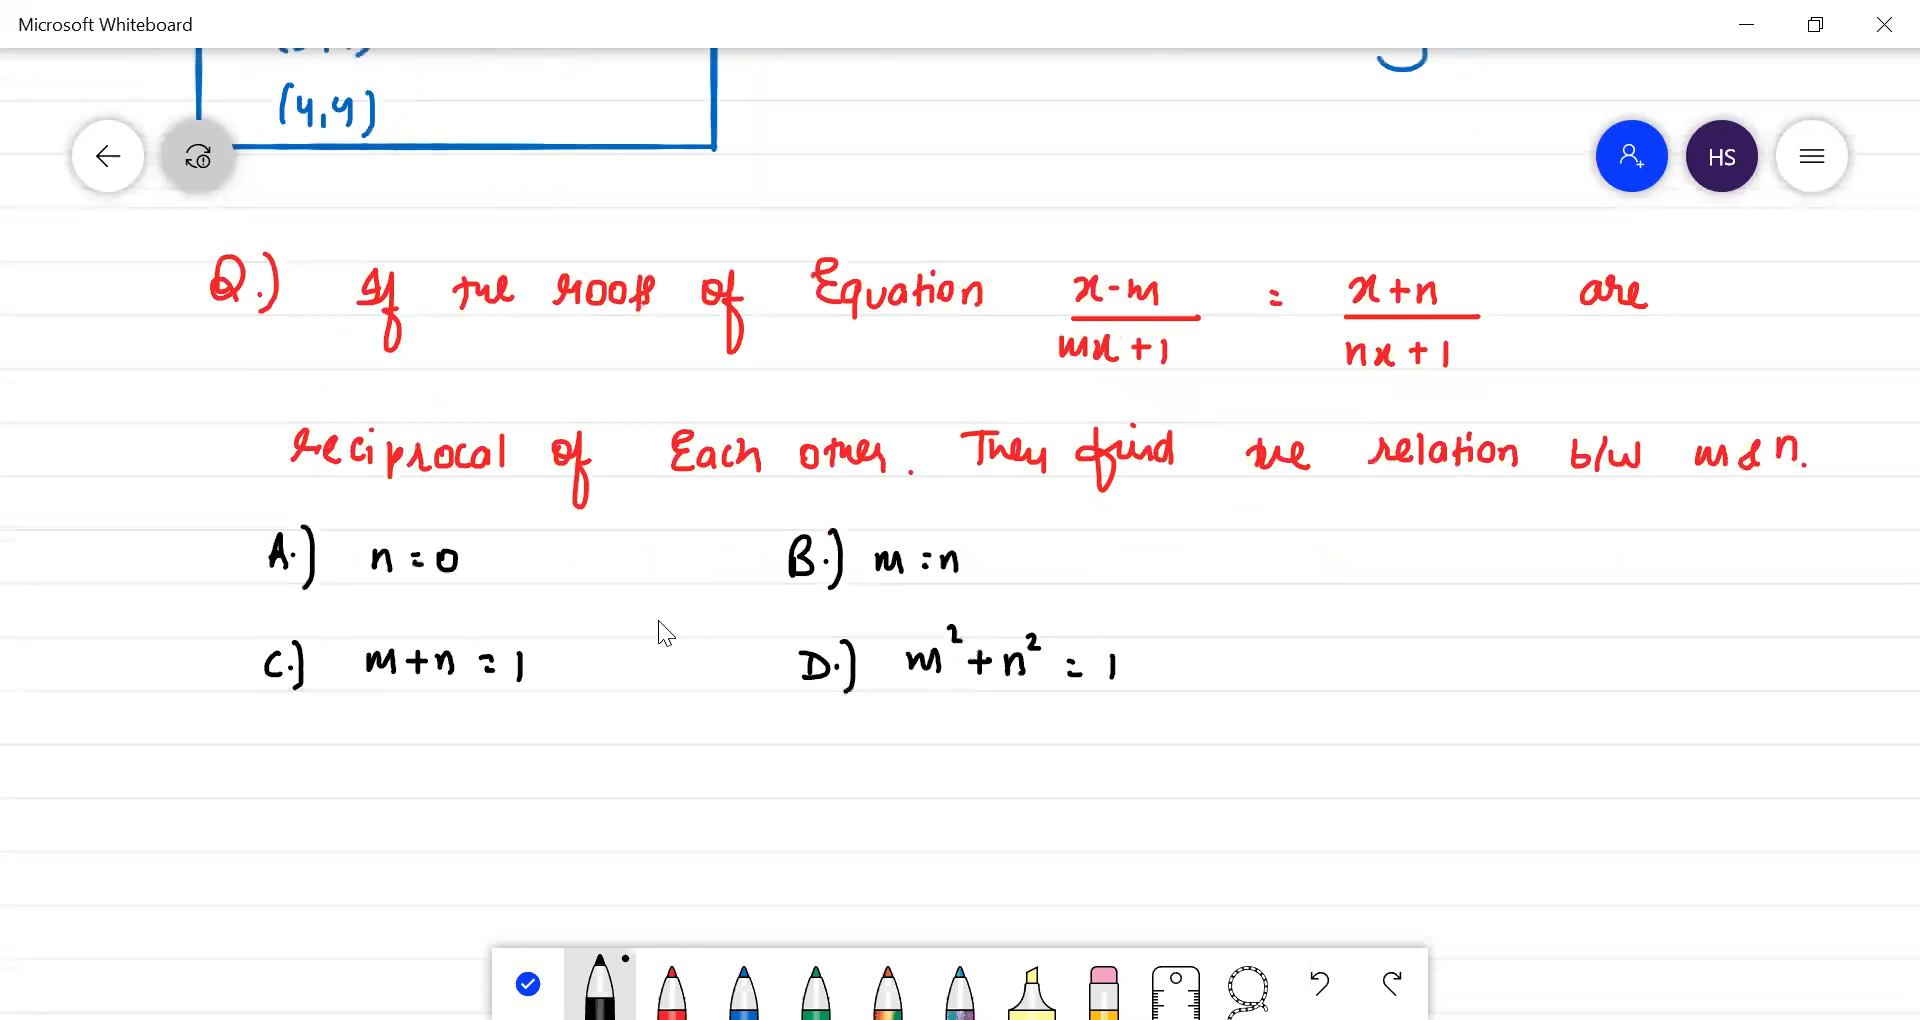 Microsoft Whiteboard
(4,4)
HS
Q.) If the roots of Equation x-m/mx+1 = x+n/nx+1 are
reciprocal of Each other. Then find the relation b/w m & n.
A.) n=0 B.) m=n
C.) m+n=1 D.) m²+n²=1